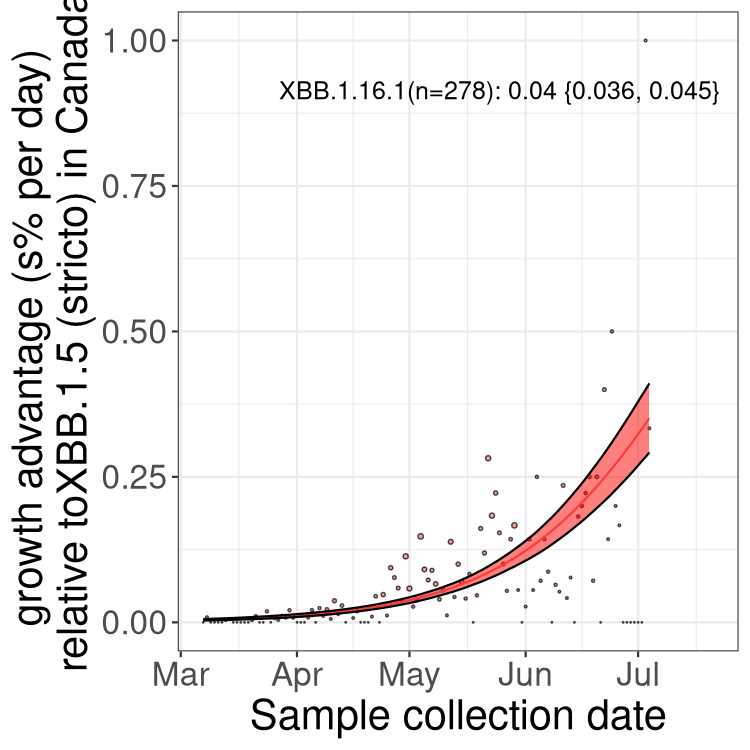 growth advantage (s% per day)
relative toXBB.1.5 (stricto) in Canada
1.00
0.75
0.50
0.25
0.00
XBB.1.16.1(n=278): 0.04 {0.036, 0.045}
Mar Apr May Jun Jul
Sample collection date